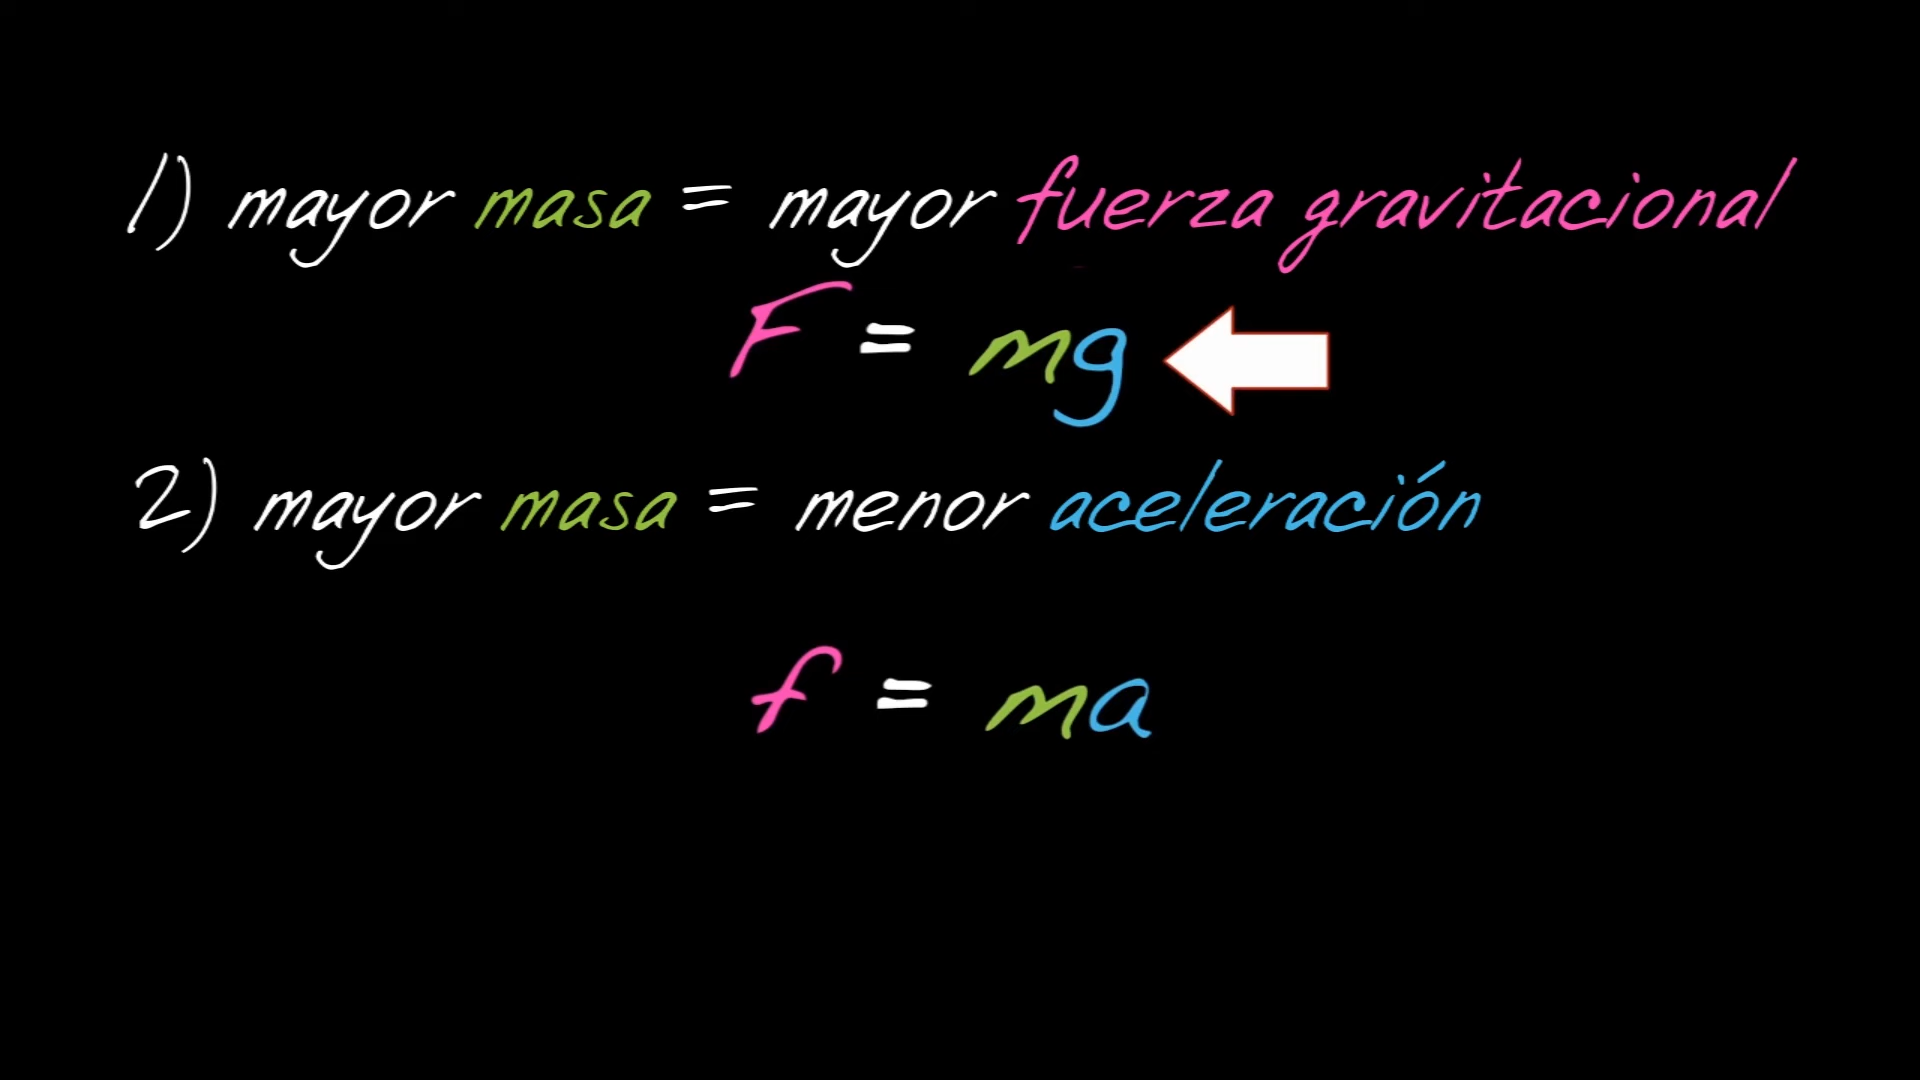 1) mayor masa = mayor fuerza gravitacional
F = mg
2) mayor masa = menor aceleración
f = ma